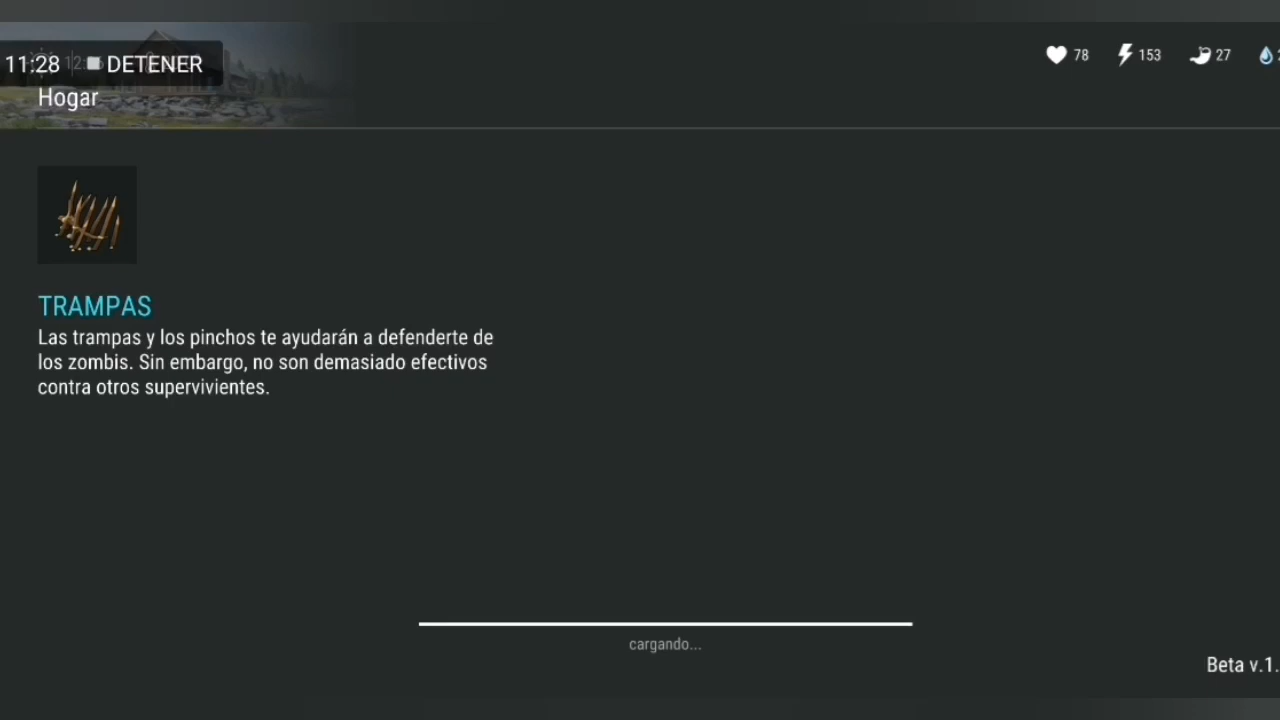 11:28 DETENER
Hogar
78 153 27
TRAMPAS
Las trampas y los pinchos te ayudarán a defenderte de
los zombis. Sin embargo, no son demasiado efectivos
contra otros supervivientes.
cargando...
Beta v.1.